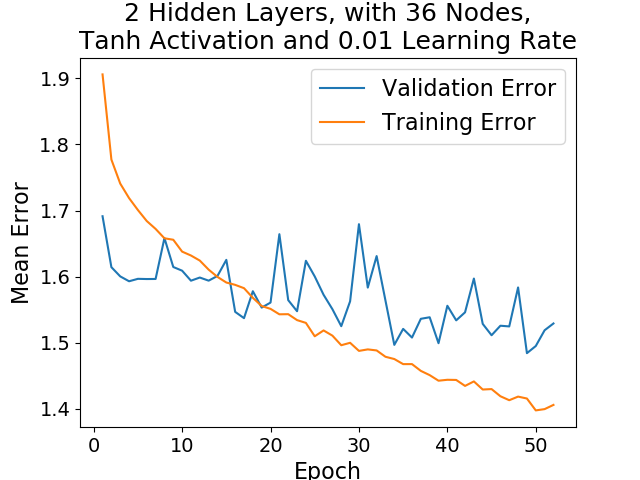 2 Hidden Layers, with 36 Nodes,
Tanh Activation and 0.01 Learning Rate
Validation Error
Training Error
Mean Error
1.9
1.8
1.7
1.6
1.5
1.4
0 10 20 30 40 50
Epoch